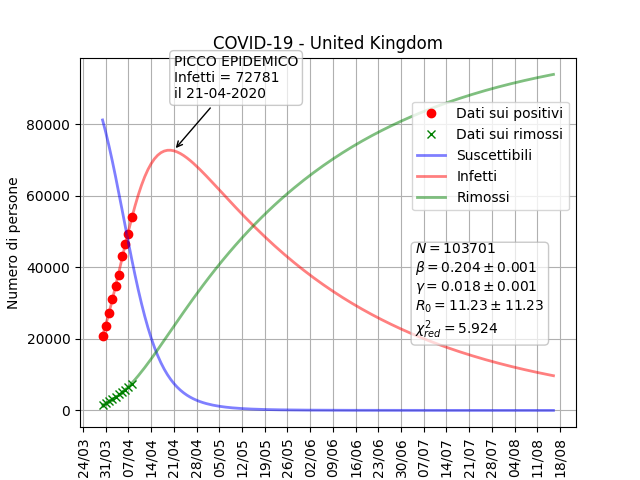 COVID-19 - United Kingdom
PICCO EPIDEMICO
Infetti = 72781
il 21-04-2020
Dati sui positivi
Dati sui rimossi
Suscettibili
Infetti
Rimossi
N = 103701
β = 0.204 ± 0.001
γ = 0.018 ± 0.001
R₀ = 11.23 ± 11.23
χ²red = 5.924
Numero di persone
80000
60000
40000
20000
0
24/03
31/03
07/04
14/04
21/04
28/04
05/05
12/05
19/05
26/05
02/06
09/06
16/06
23/06
30/06
07/07
14/07
21/07
28/07
04/08
11/08
18/08